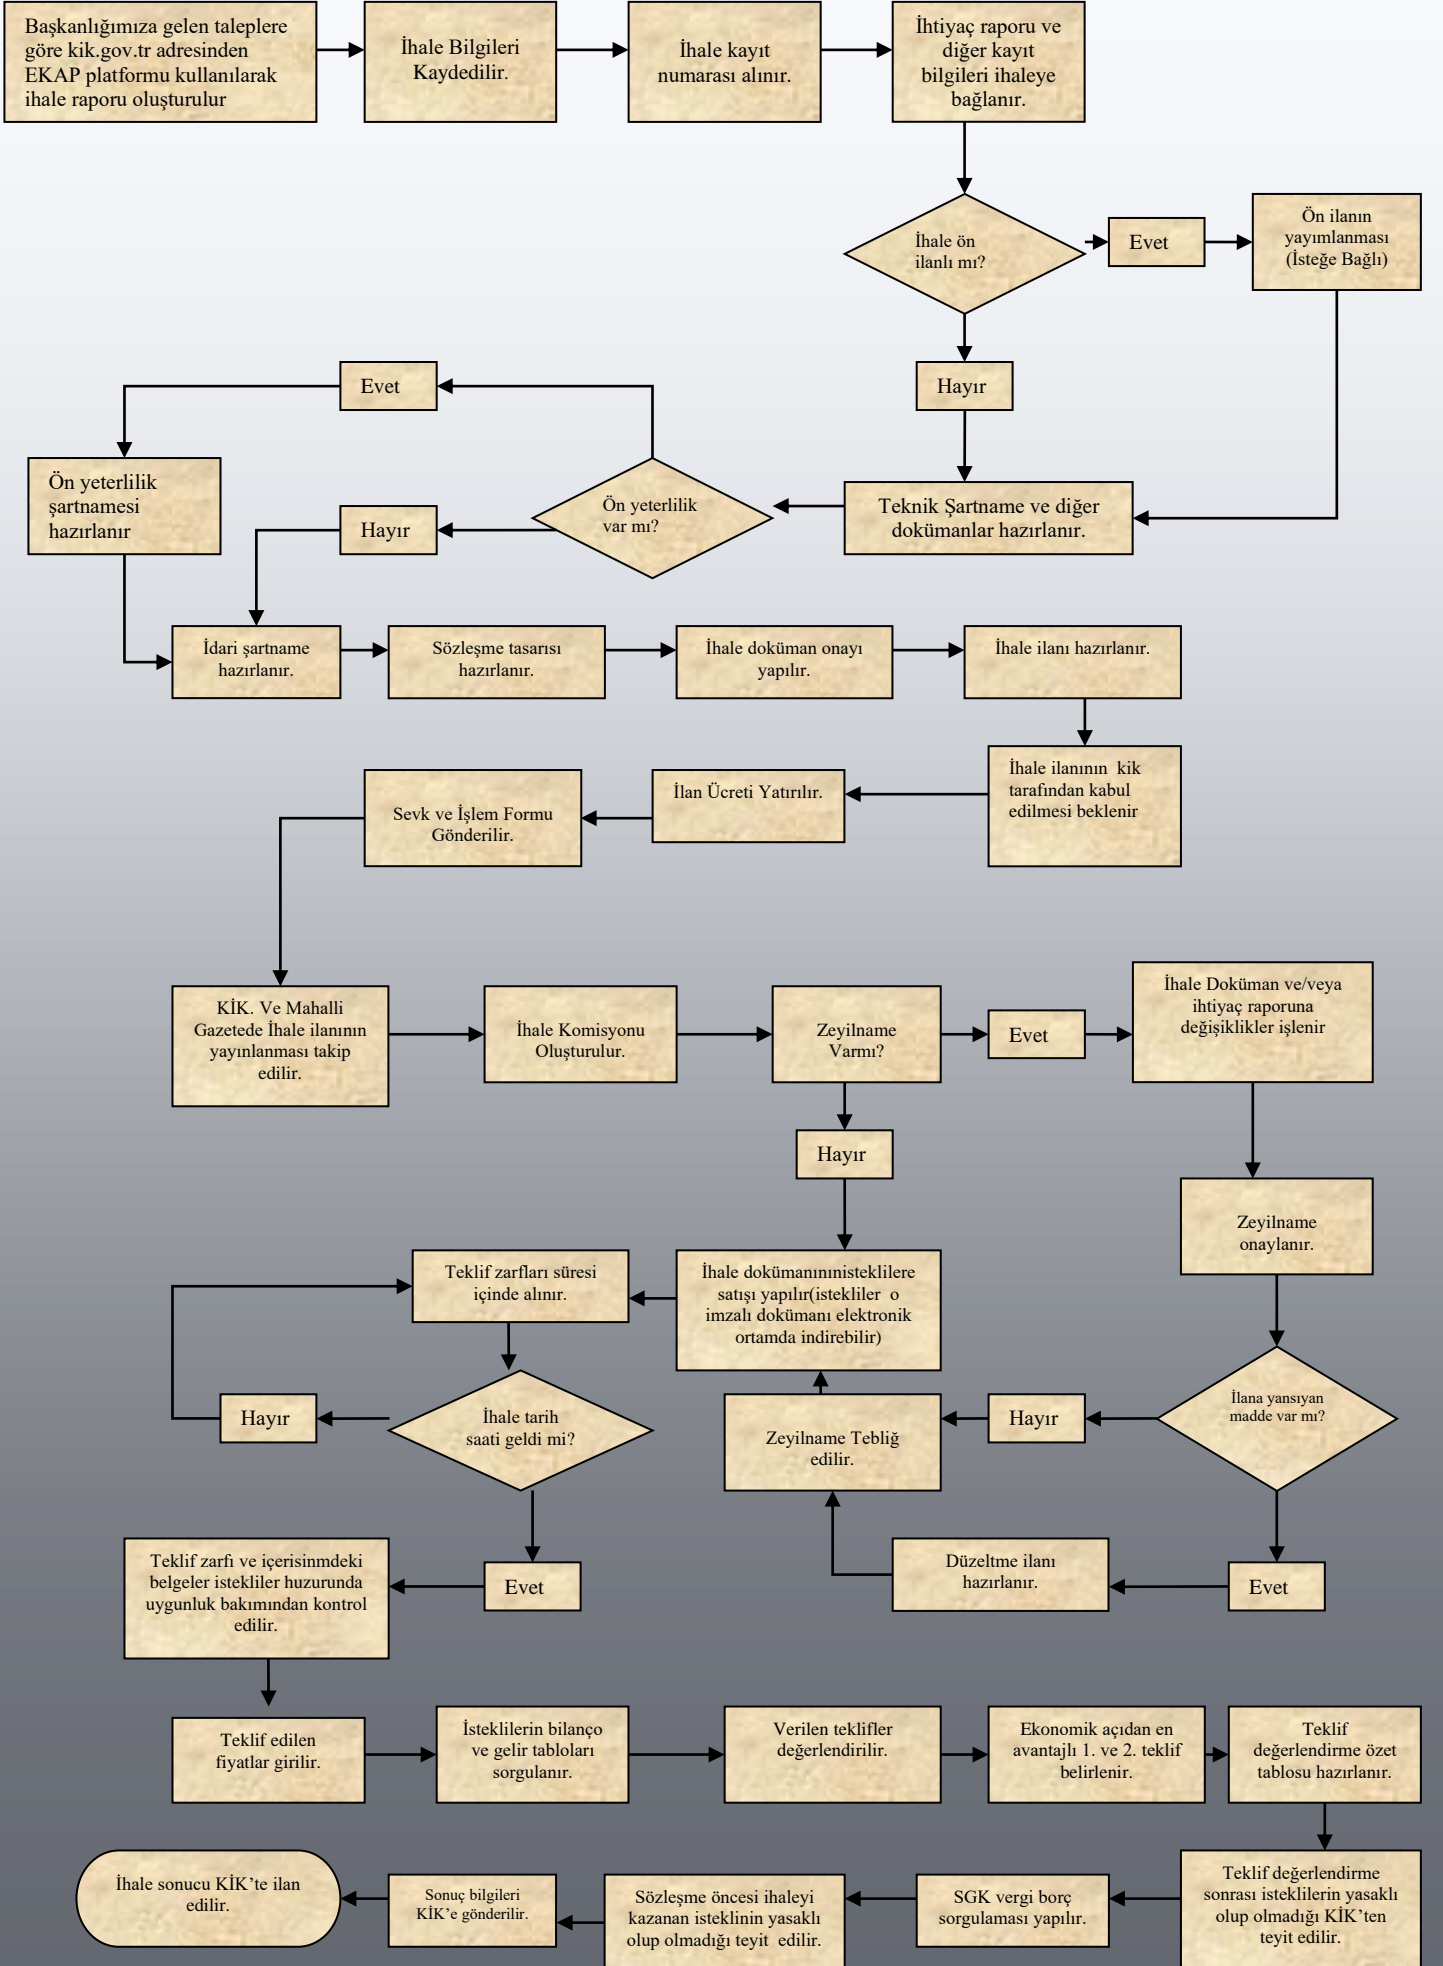 Başkanlığımıza gelen taleplere
göre kik.gov.tr adresinden
EKAP platformu kullanılarak
ihale raporu oluşturulur
İhale Bilgileri
Kaydedilir.
İhale kayıt
numarası alınır.
İhtiyaç raporu ve
diğer kayıt
bilgileri ihaleye
bağlanır.
İhale ön
ilanlı mı?
Evet
Ön ilanın
yayımlanması
(İsteğe Bağlı)
Hayır
Teknik Şartname ve diğer
dokümanlar hazırlanır.
Ön yeterlilik
var mı?
Evet
Ön yeterlilik
şartnamesi
hazırlanır
Hayır
İdari şartname
hazırlanır.
Sözleşme tasarısı
hazırlanır.
İhale doküman onayı
yapılır.
İhale ilanı hazırlanır.
İhale ilanının  kik
tarafından kabul
edilmesi beklenir
İlan Ücreti Yatırılır.
Sevk ve İşlem Formu
Gönderilir.
KİK. Ve Mahalli
Gazetede İhale ilanının
yayınlanması takip
edilir.
İhale Komisyonu
Oluşturulur.
Zeyilname
Varmı?
Evet
İhale Doküman ve/veya
ihtiyaç raporuna
değişiklikler işlenir
Hayır
Zeyilname
onaylanır.
Teklif zarfları süresi
içinde alınır.
İhale dokümanınınisteklilere
satışı yapılır(istekliler  o
imzalı dokümanı elektronik
ortamda indirebilir)
Hayır
İhale tarih
saati geldi mi?
Zeyilname Tebliğ
edilir.
Hayır
İlana yansıyan
madde var mı?
Teklif zarfı ve içerisinmdeki
belgeler istekliler huzurunda
uygunluk bakımından kontrol
edilir.
Evet
Düzeltme ilanı
hazırlanır.
Evet
Teklif edilen
fiyatlar girilir.
İsteklilerin bilanço
ve gelir tabloları
sorgulanır.
Verilen teklifler
değerlendirilir.
Ekonomik açıdan en
avantajlı 1. ve 2. teklif
belirlenir.
Teklif
değerlendirme özet
tablosu hazırlanır.
Teklif değerlendirme
sonrası isteklilerin yasaklı
olup olmadığı KİK’ten
teyit edilir.
SGK vergi borç
sorgulaması yapılır.
Sözleşme öncesi ihaleyi
kazanan isteklinin yasaklı
olup olmadığı teyit  edilir.
Sonuç bilgileri
KİK’e gönderilir.
İhale sonucu KİK’te ilan
edilir.